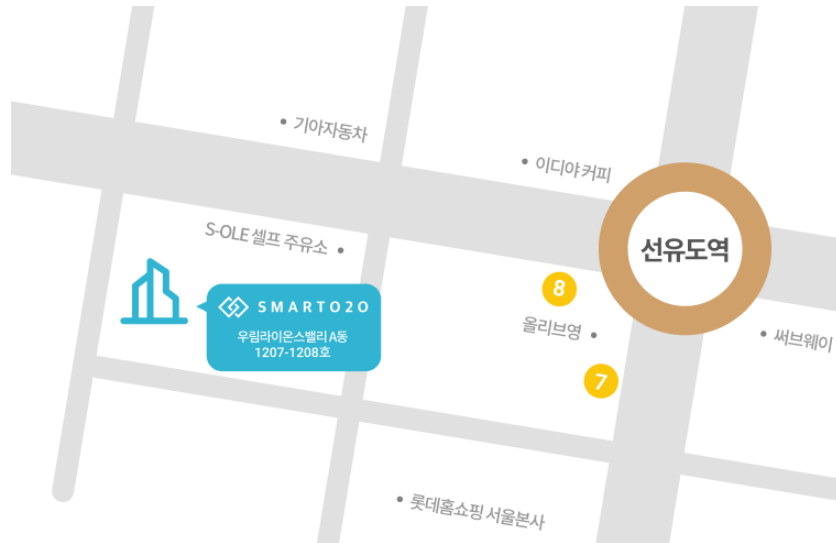 기아자동차
이디야 커피
S-OLE 셀프 주유소
선유도역
8
SMARTO2O
우림라이온스밸리 A동
1207-1208호
올리브영
써브웨이
7
롯데홈쇼핑 서울본사